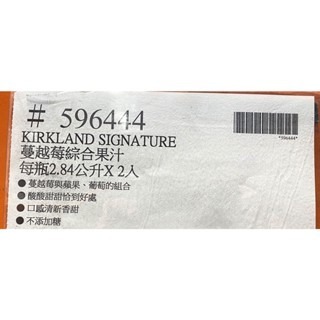 # 596444
KIRKLAND SIGNATURE
蔓越莓綜合果汁
每瓶2.84公升X 2入
●蔓越莓與蘋果、葡萄的組合
●酸酸甜甜恰到好處
●口感清新香甜
●不添加糖
*596444*